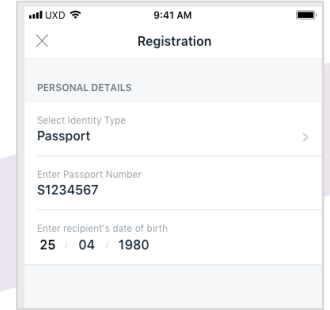 UXD 9:41 AM
Registration
PERSONAL DETAILS
Select Identity Type
Passport
Enter Passport Number
S1234567
Enter recipient's date of birth
25 / 04 / 1980